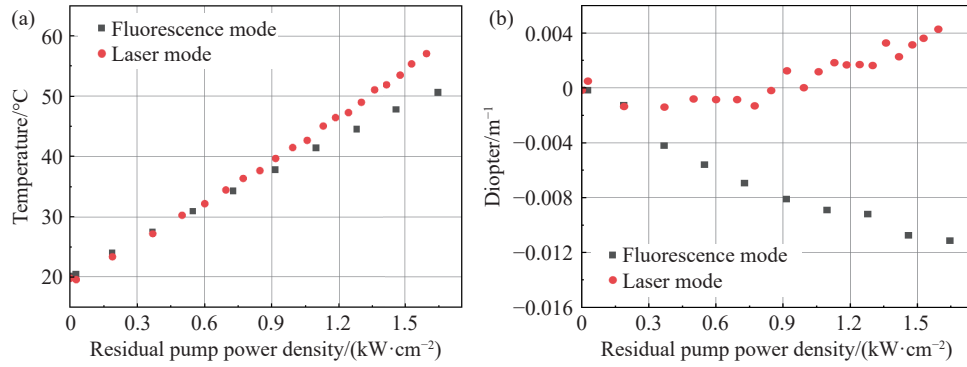 (a)
Fluorescence mode
Laser mode
60
50
40
30
20
Temperature/°C
0
0.3
0.6
0.9
1.2
1.5
Residual pump power density/(kW·cm⁻²)
(b)
0.004
0
−0.004
−0.008
−0.012
−0.016
Diopter/m⁻¹
Fluorescence mode
Laser mode
0
0.3
0.6
0.9
1.2
1.5
Residual pump power density/(kW·cm⁻²)